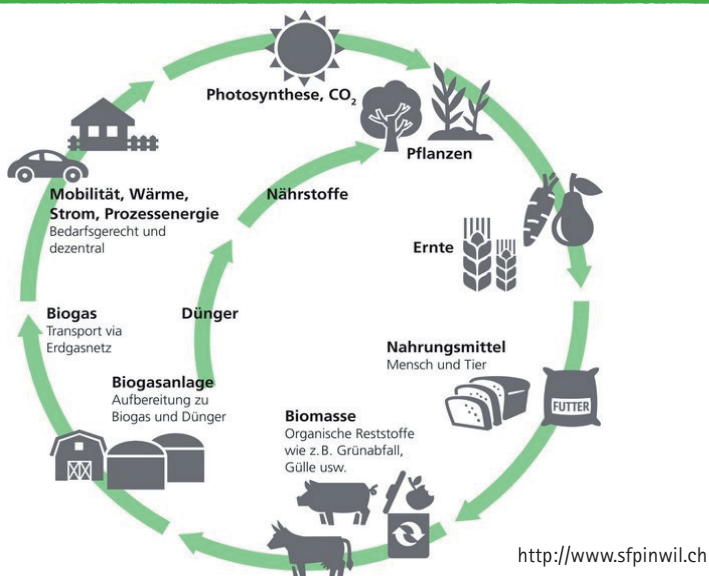 Photosynthese, CO₂
Pflanzen
Mobilität, Wärme,
Strom, Prozessenergie
Bedarfsgerecht und
dezentral
Nährstoffe
Ernte
Biogas
Transport via
Erdgasnetz
Dünger
Nahrungsmittel
Mensch und Tier
FUTTER
Biogasanlage
Aufbereitung zu
Biogas und Dünger
Biomasse
Organische Reststoffe
wie z.B. Grünabfall,
Gülle usw.
http://www.sfpinwil.ch